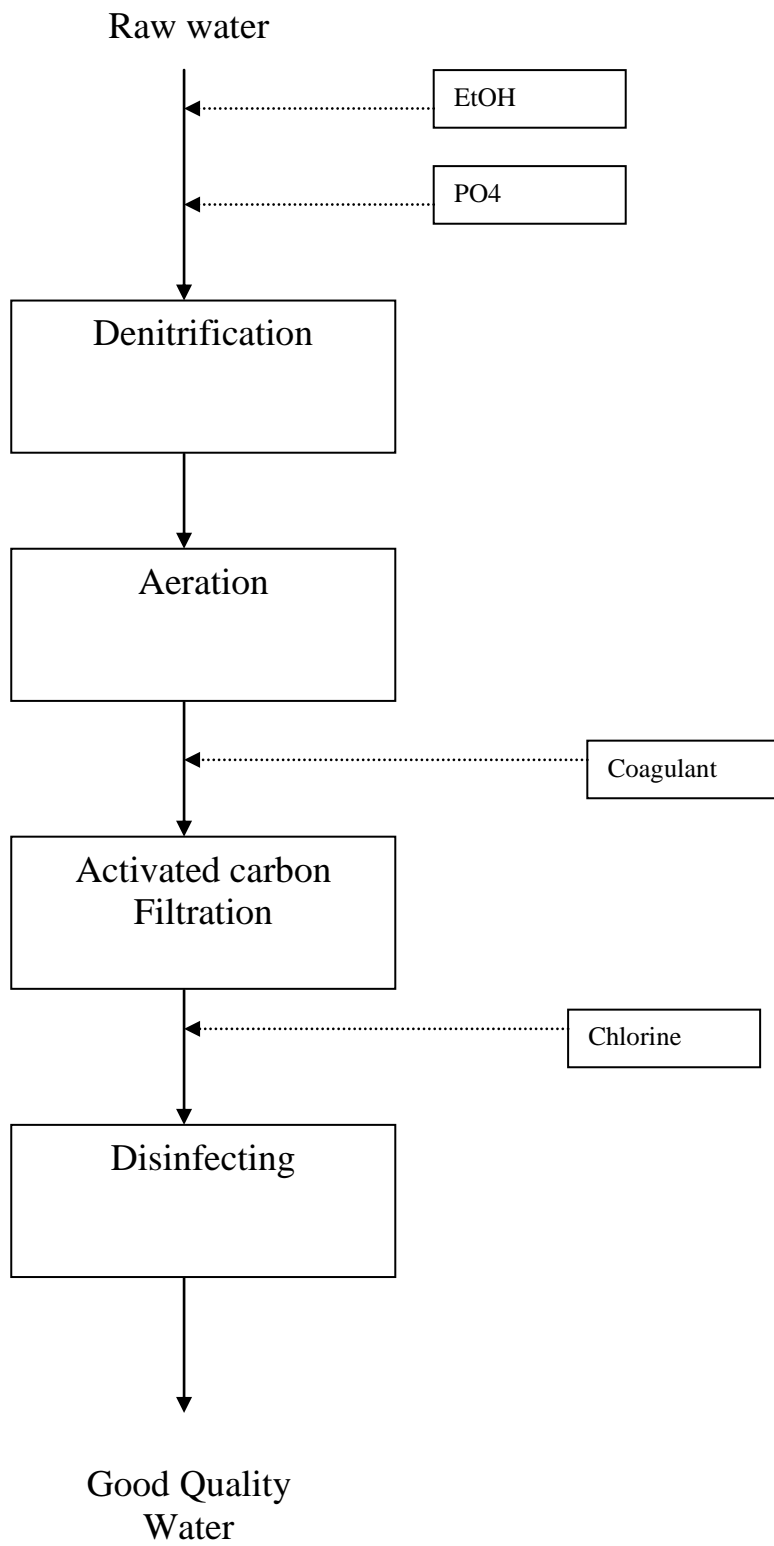 Raw water
EtOH
PO4
Denitrification
Aeration
Coagulant
Activated carbon
Filtration
Chlorine
Disinfecting
Good Quality
Water